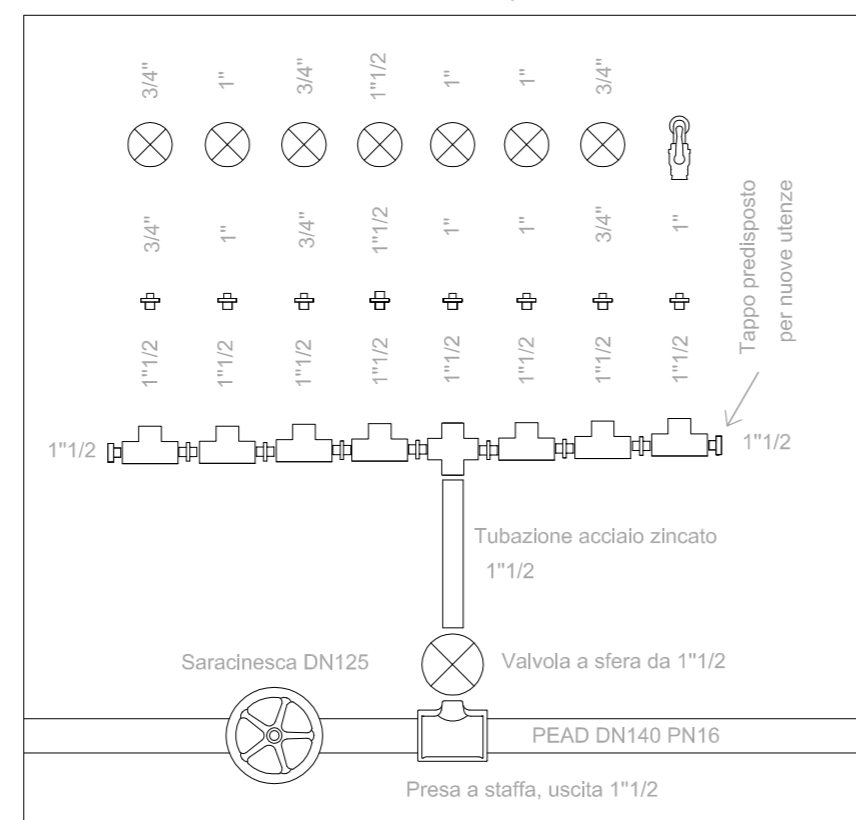 3/4" 1" 3/4" 1"1/2 1" 1" 3/4"
3/4" 1" 3/4" 1"1/2 1" 1" 3/4" 1"
Tappo predisposto
per nuove utenze
1"1/2 1"1/2 1"1/2 1"1/2 1"1/2 1"1/2 1"1/2 1"1/2
1"1/2
1"1/2
Tubazione acciaio zincato
1"1/2
Saracinesca DN125
Valvola a sfera da 1"1/2
PEAD DN140 PN16
Presa a staffa, uscita 1"1/2